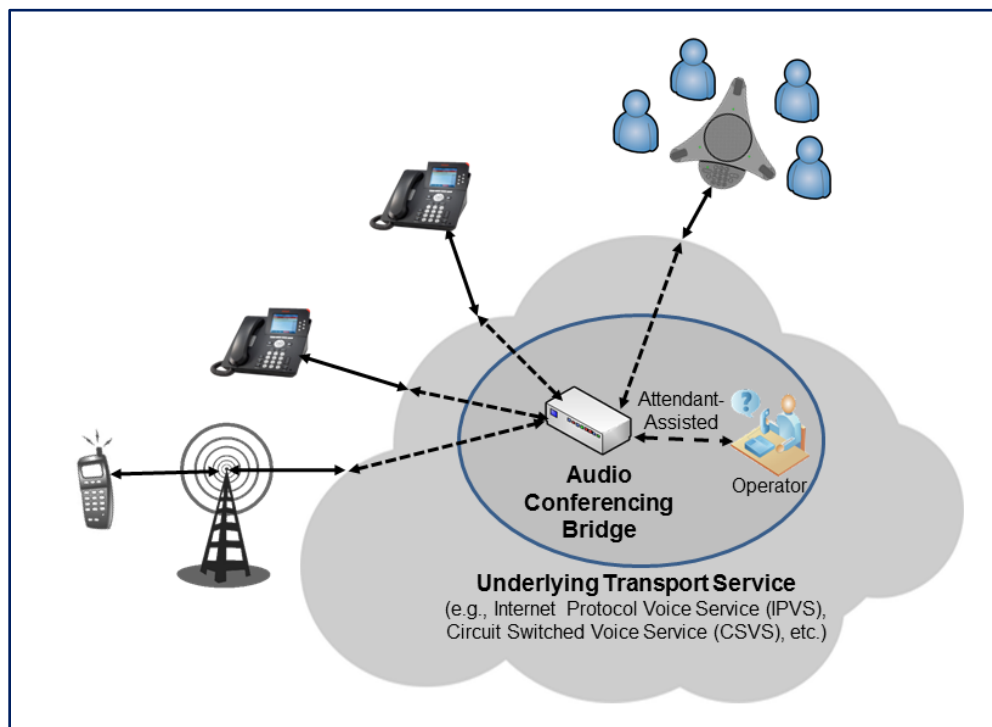 Attendant-
Assisted
Operator
Audio
Conferencing
Bridge
Underlying Transport Service
(e.g., Internet Protocol Voice Service (IPVS),
Circuit Switched Voice Service (CSVS), etc.)